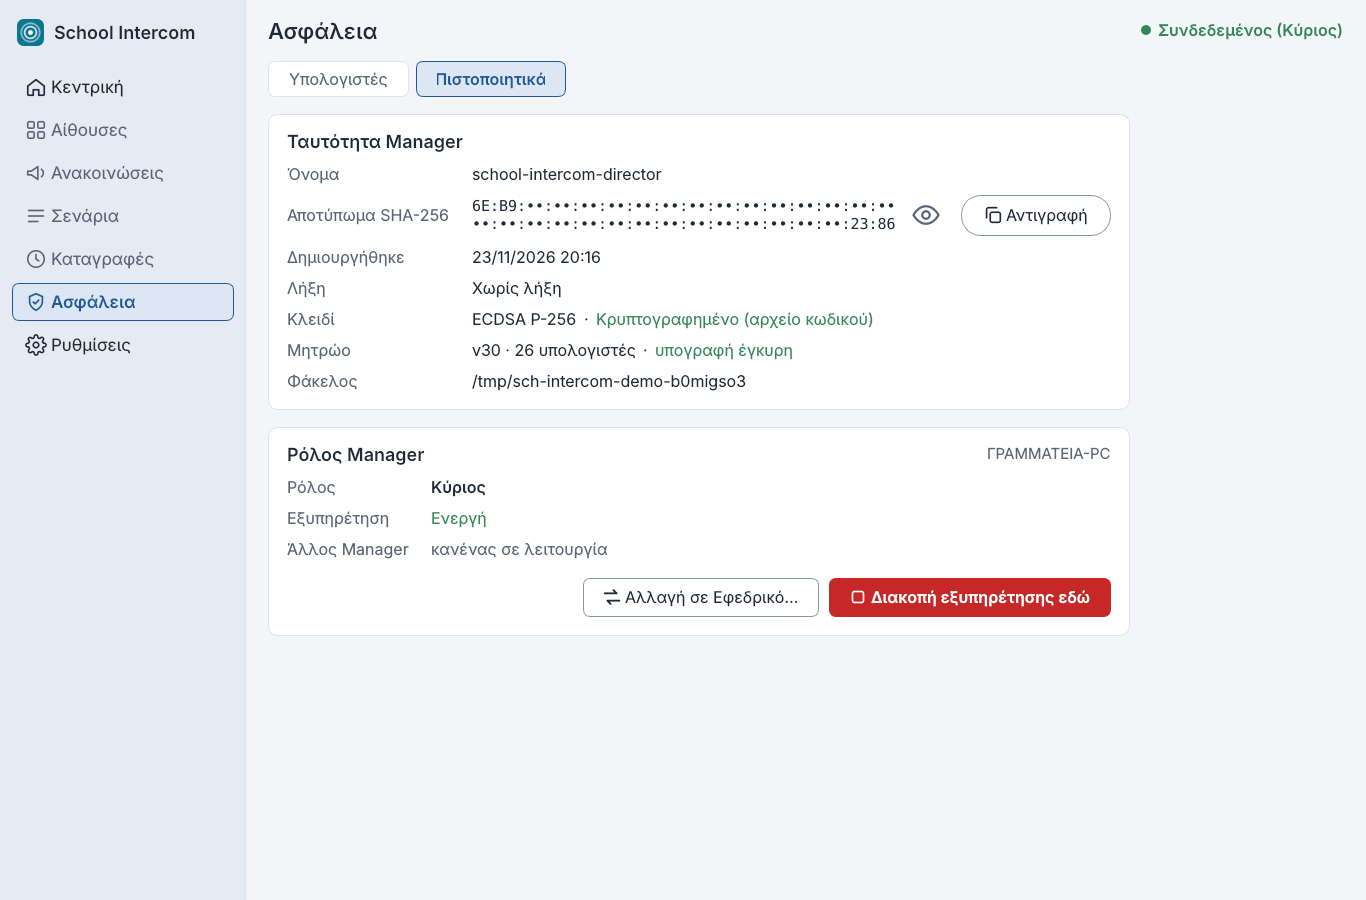 School Intercom
Κεντρική
Αίθουσες
Ανακοινώσεις
Σενάρια
Καταγραφές
Ασφάλεια
Ρυθμίσεις
Ασφάλεια
Συνδεδεμένος (Κύριος)
Υπολογιστές
Πιστοποιητικά
Ταυτότητα Manager
Όνομα school-intercom-director
Αποτύπωμα SHA-256 6E:B9:••:••:••:••:••:••:••:••:••:••:••:••:••:••
••:••:••:••:••:••:••:••:••:••:••:••:••:••:23:86
Αντιγραφή
Δημιουργήθηκε 23/11/2026 20:16
Λήξη Χωρίς λήξη
Κλειδί ECDSA P-256 · Κρυπτογραφημένο (αρχείο κωδικού)
Μητρώο v30 · 26 υπολογιστές · υπογραφή έγκυρη
Φάκελος /tmp/sch-intercom-demo-b0migso3
Ρόλος Manager ΓΡΑΜΜΑΤΕΙΑ-PC
Ρόλος Κύριος
Εξυπηρέτηση Ενεργή
Άλλος Manager κανένας σε λειτουργία
Αλλαγή σε Εφεδρικό...
Διακοπή εξυπηρέτησης εδώ